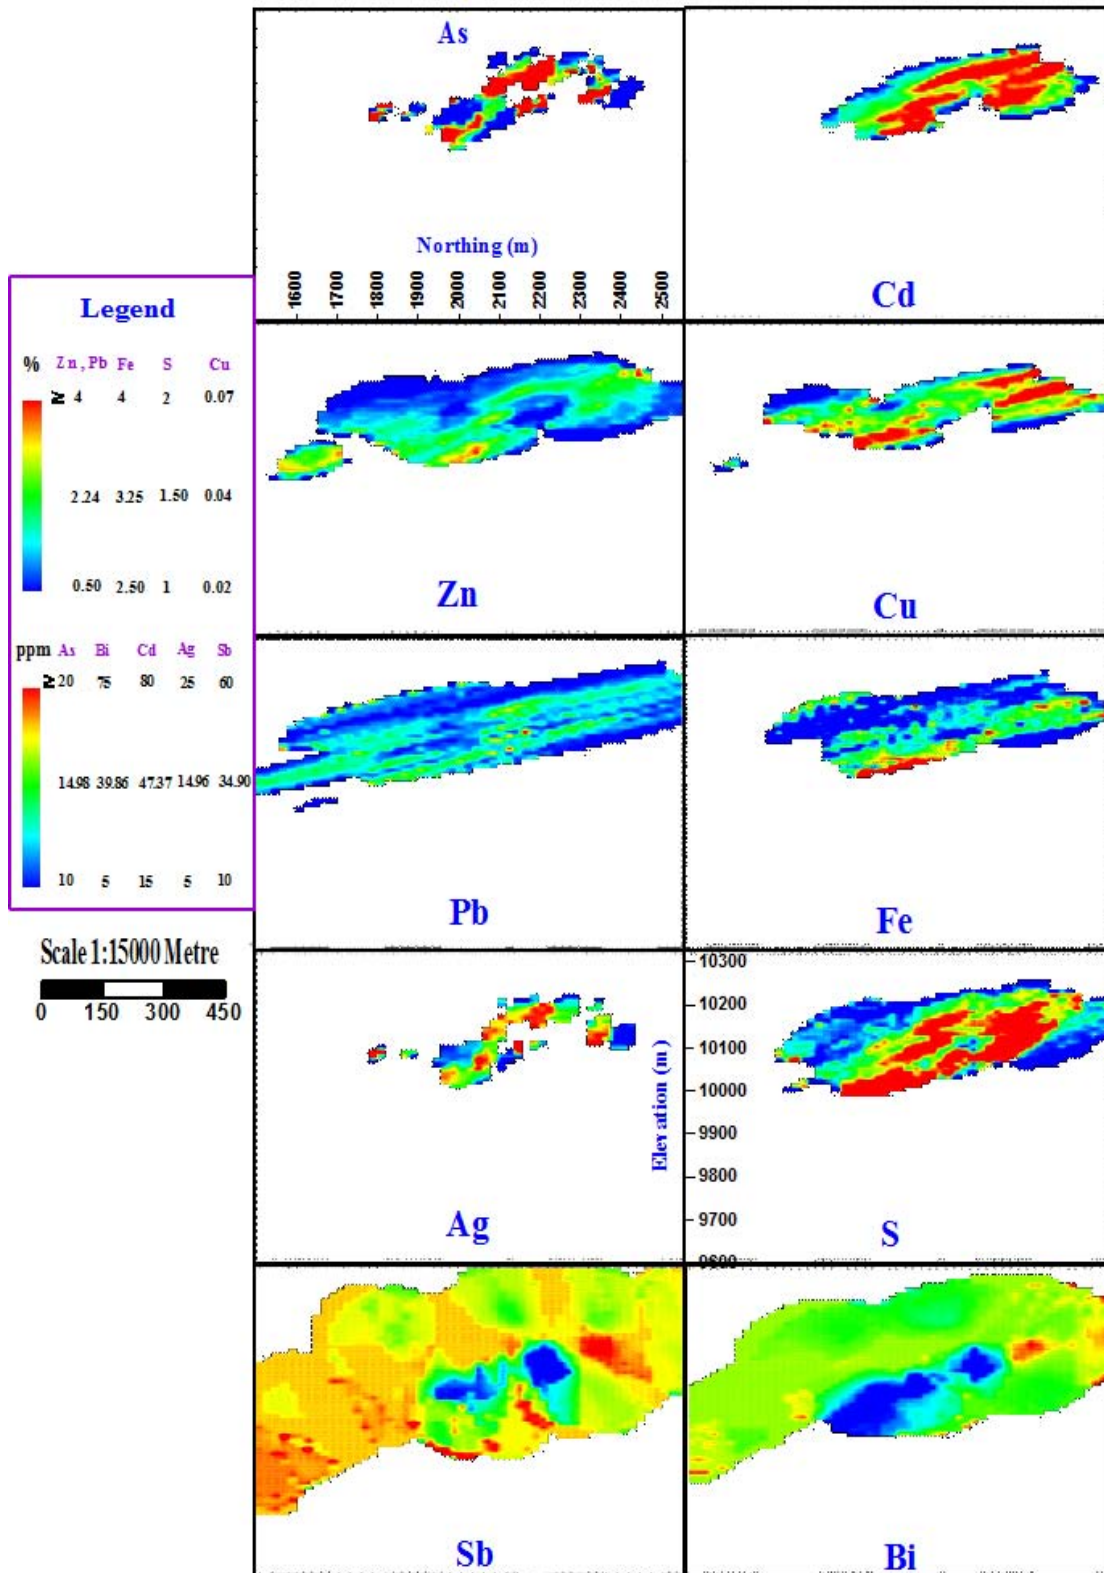 As
Northing (m)
1600 1700 1800 1900 2000 2100 2200 2300 2400 2500
Cd
Legend
% Zn, Pb Fe S Cu
≥ 4 4 2 0.07
2.24 3.25 1.50 0.04
0.50 2.50 1 0.02
Zn
Cu
ppm As Bi Cd Ag Sb
≥ 20 75 80 25 60
14.98 39.86 47.37 14.96 34.90
10 5 15 5 10
Pb
Fe
Scale 1:15000 Metre
0 150 300 450
Ag
Elevation (m)
10300
10200
10100
10000
9900
9800
9700
9600
S
Sb
Bi